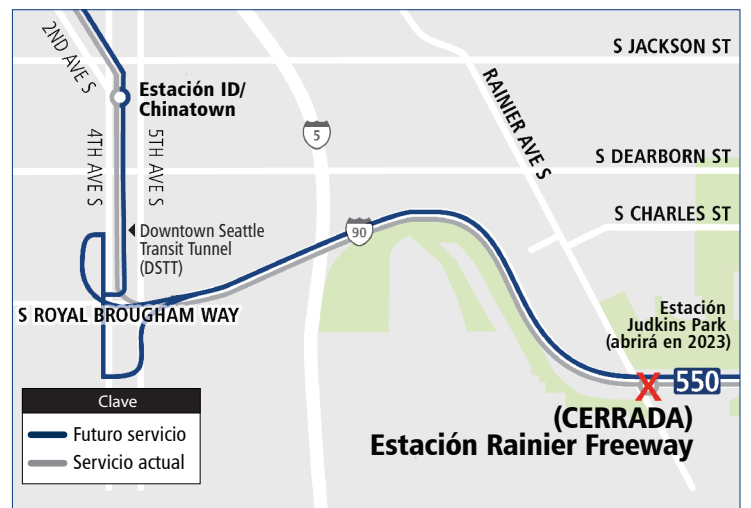 2ND AVE S
S JACKSON ST
Estación ID/
Chinatown
5
RAINIER AVE S
4TH AVE S
5TH AVE S
S DEARBORN ST
S CHARLES ST
Downtown Seattle
Transit Tunnel
(DSTT)
90
S ROYAL BROUGHAM WAY
Estación
Judkins Park
(abrirá en 2023)
X
550
(CERRADA)
Estación Rainier Freeway
Clave
Futuro servicio
Servicio actual